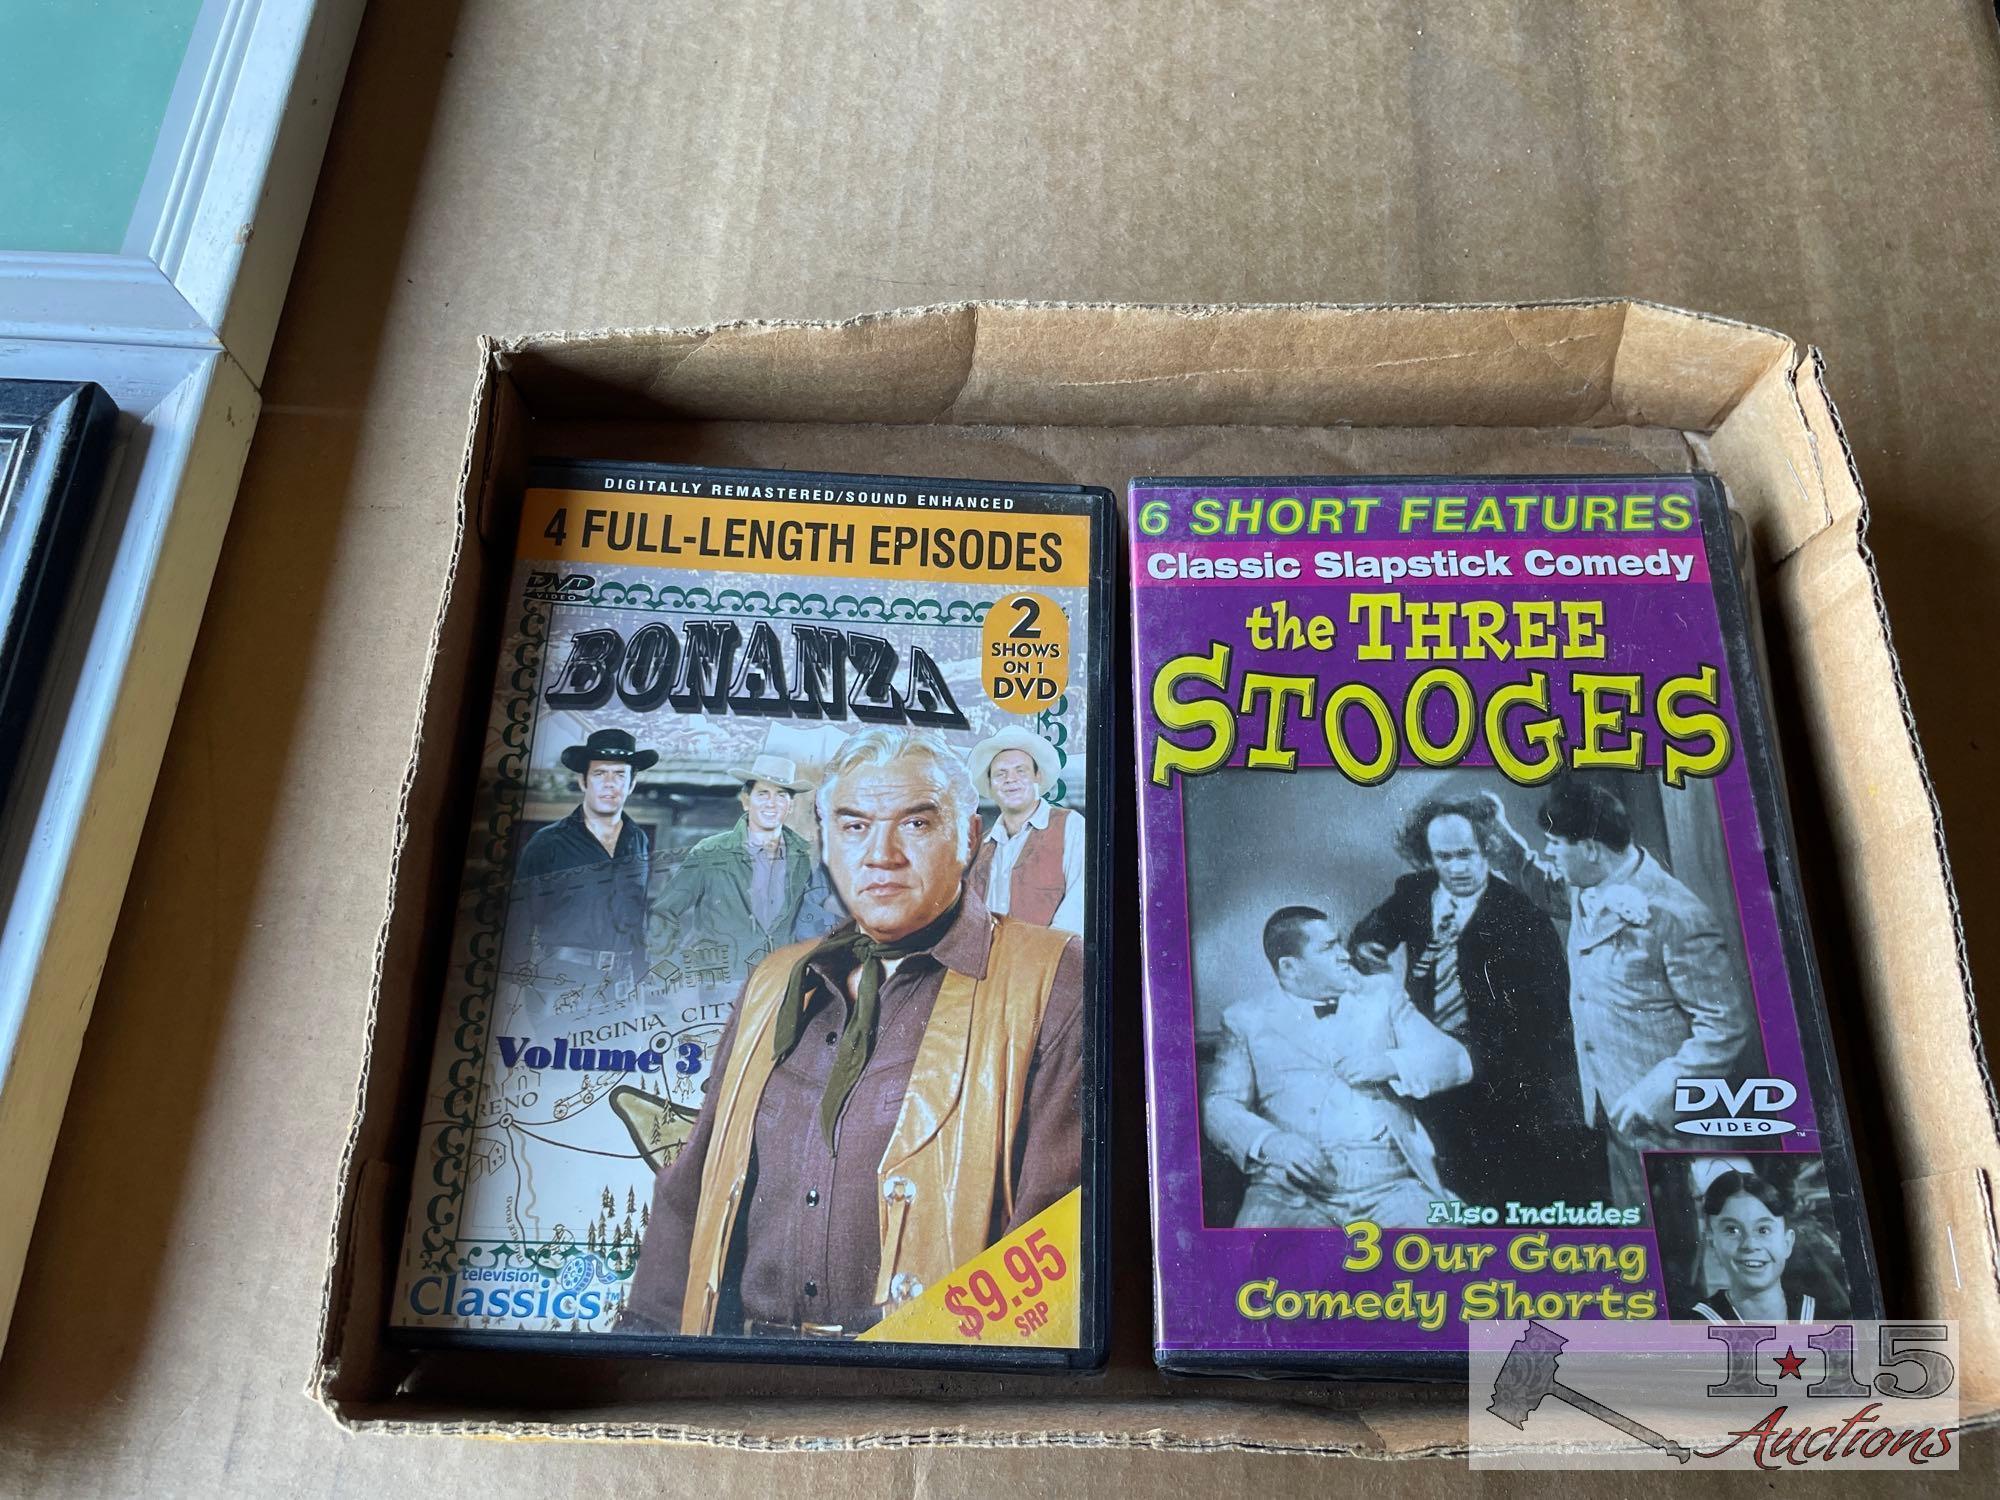 DIGITALLY REMASTERED/SOUND ENHANCED
4 FULL-LENGTH EPISODES
DVD
VIDEO
BONANZA
2
SHOWS
ON 1
DVD
VIRGINIA CITY
Volume 3
RENO
television
Classics™
$9.95
SRP
6 SHORT FEATURES
Classic Slapstick Comedy
the THREE
STOOGES
DVD
VIDEO™
Also Includes
3 Our Gang
Comedy Shorts
I★15
Auctions